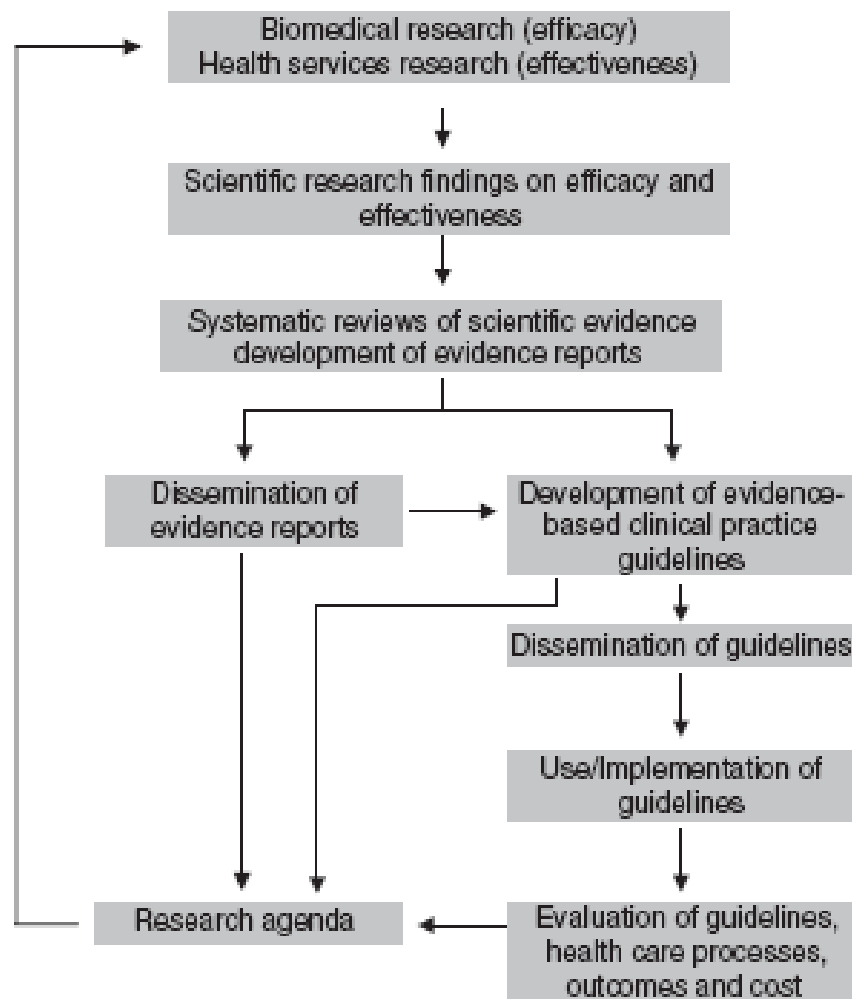 Biomedical research (efficacy)
Health services research (effectiveness)
Scientific research findings on efficacy and
effectiveness
Systematic reviews of scientific evidence
development of evidence reports
Dissemination of
evidence reports
Development of evidence-
based clinical practice
guidelines
Dissemination of guidelines
Use/Implementation of
guidelines
Research agenda
Evaluation of guidelines,
health care processes,
outcomes and cost